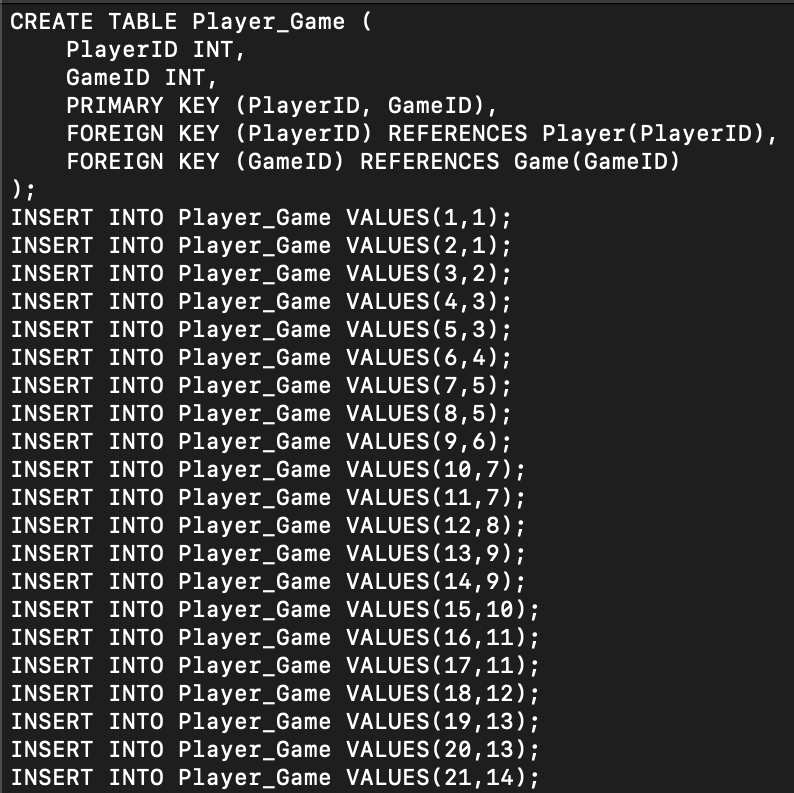 CREATE TABLE Player_Game (
    PlayerID INT,
    GameID INT,
    PRIMARY KEY (PlayerID, GameID),
    FOREIGN KEY (PlayerID) REFERENCES Player(PlayerID),
    FOREIGN KEY (GameID) REFERENCES Game(GameID)
);
INSERT INTO Player_Game VALUES(1,1);
INSERT INTO Player_Game VALUES(2,1);
INSERT INTO Player_Game VALUES(3,2);
INSERT INTO Player_Game VALUES(4,3);
INSERT INTO Player_Game VALUES(5,3);
INSERT INTO Player_Game VALUES(6,4);
INSERT INTO Player_Game VALUES(7,5);
INSERT INTO Player_Game VALUES(8,5);
INSERT INTO Player_Game VALUES(9,6);
INSERT INTO Player_Game VALUES(10,7);
INSERT INTO Player_Game VALUES(11,7);
INSERT INTO Player_Game VALUES(12,8);
INSERT INTO Player_Game VALUES(13,9);
INSERT INTO Player_Game VALUES(14,9);
INSERT INTO Player_Game VALUES(15,10);
INSERT INTO Player_Game VALUES(16,11);
INSERT INTO Player_Game VALUES(17,11);
INSERT INTO Player_Game VALUES(18,12);
INSERT INTO Player_Game VALUES(19,13);
INSERT INTO Player_Game VALUES(20,13);
INSERT INTO Player_Game VALUES(21,14);